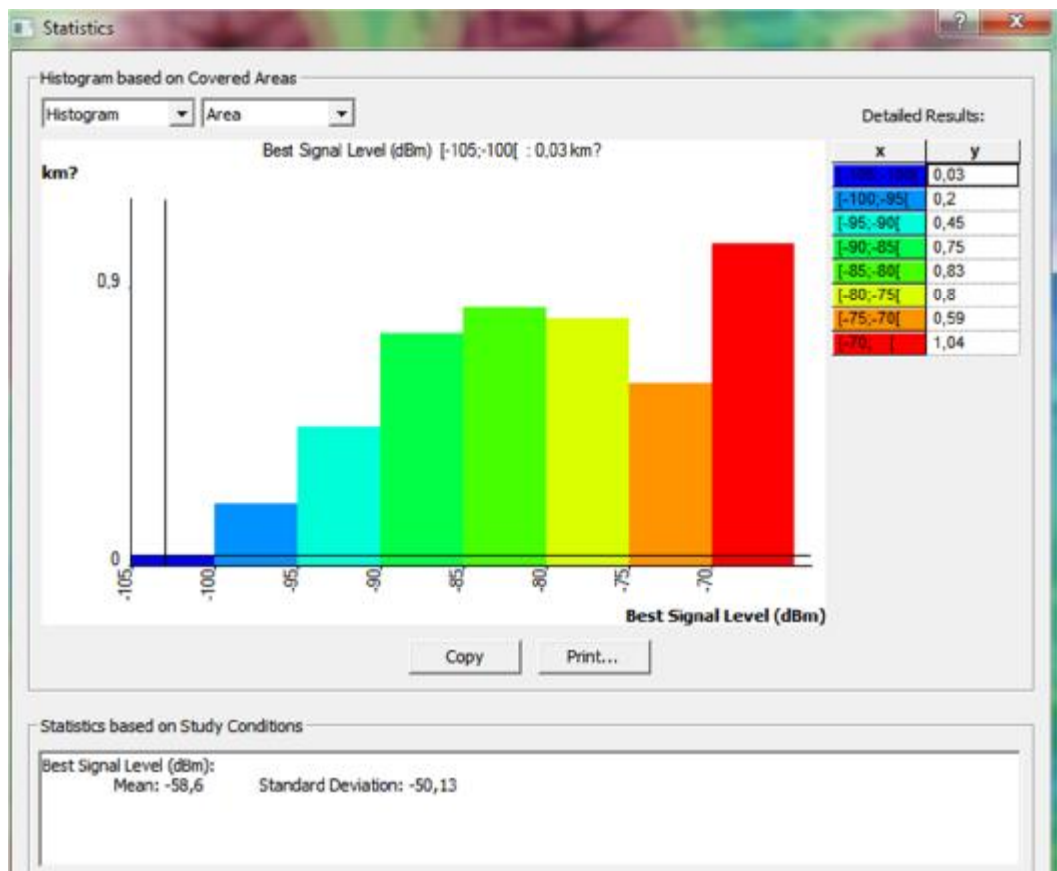 Statistics
Histogram based on Covered Areas
Histogram Area
Detailed Results:
Best Signal Level (dBm) [-105;-100[ : 0,03 km?
km?
0.9
0
-105 -100 -95 -90 -85 -80 -75 -70
Best Signal Level (dBm)
x y
[-105;-100[ 0,03
[-100;-95[ 0,2
[-95;-90[ 0,45
[-90;-85[ 0,75
[-85;-80[ 0,83
[-80;-75[ 0,8
[-75;-70[ 0,59
[-70; [ 1,04
Copy Print...
Statistics based on Study Conditions
Best Signal Level (dBm):
Mean: -58,6 Standard Deviation: -50,13